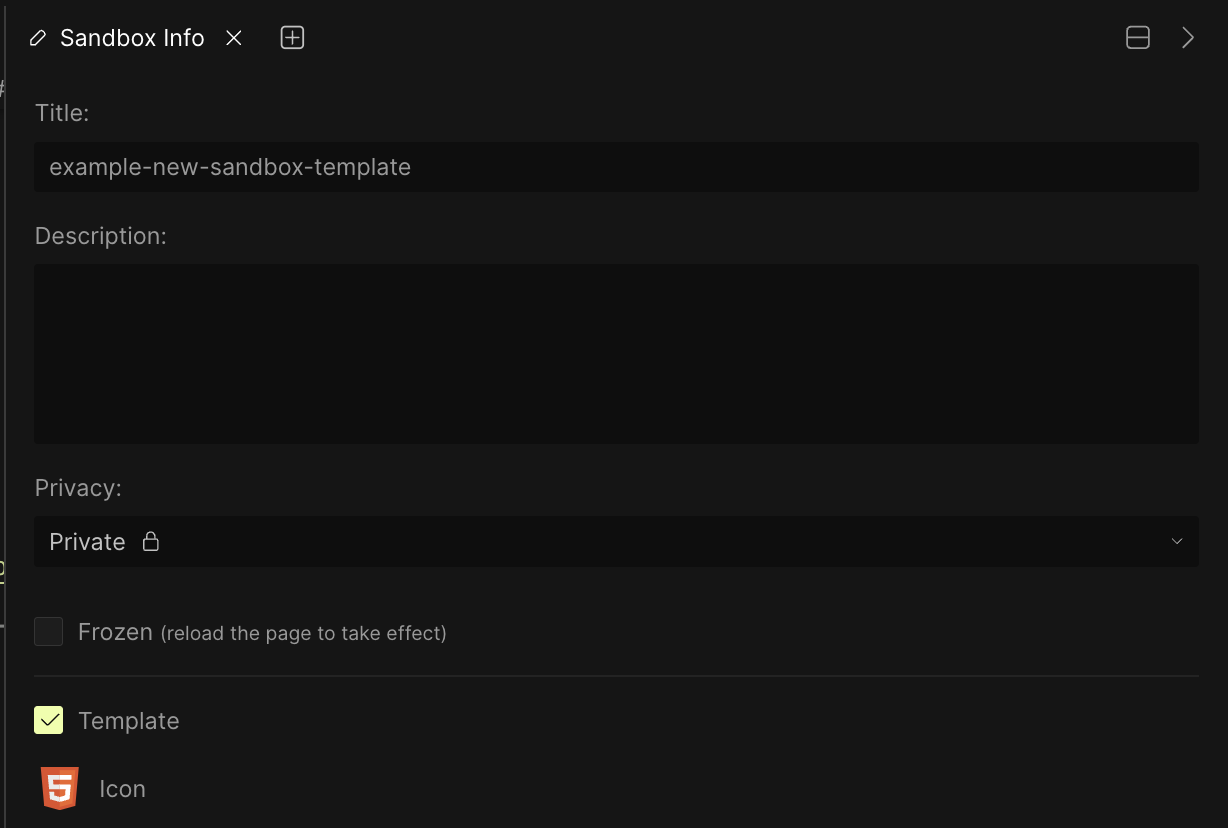 Sandbox Info
Title:
example-new-sandbox-template
Description:
Privacy:
Private
Frozen (reload the page to take effect)
Template
5 Icon